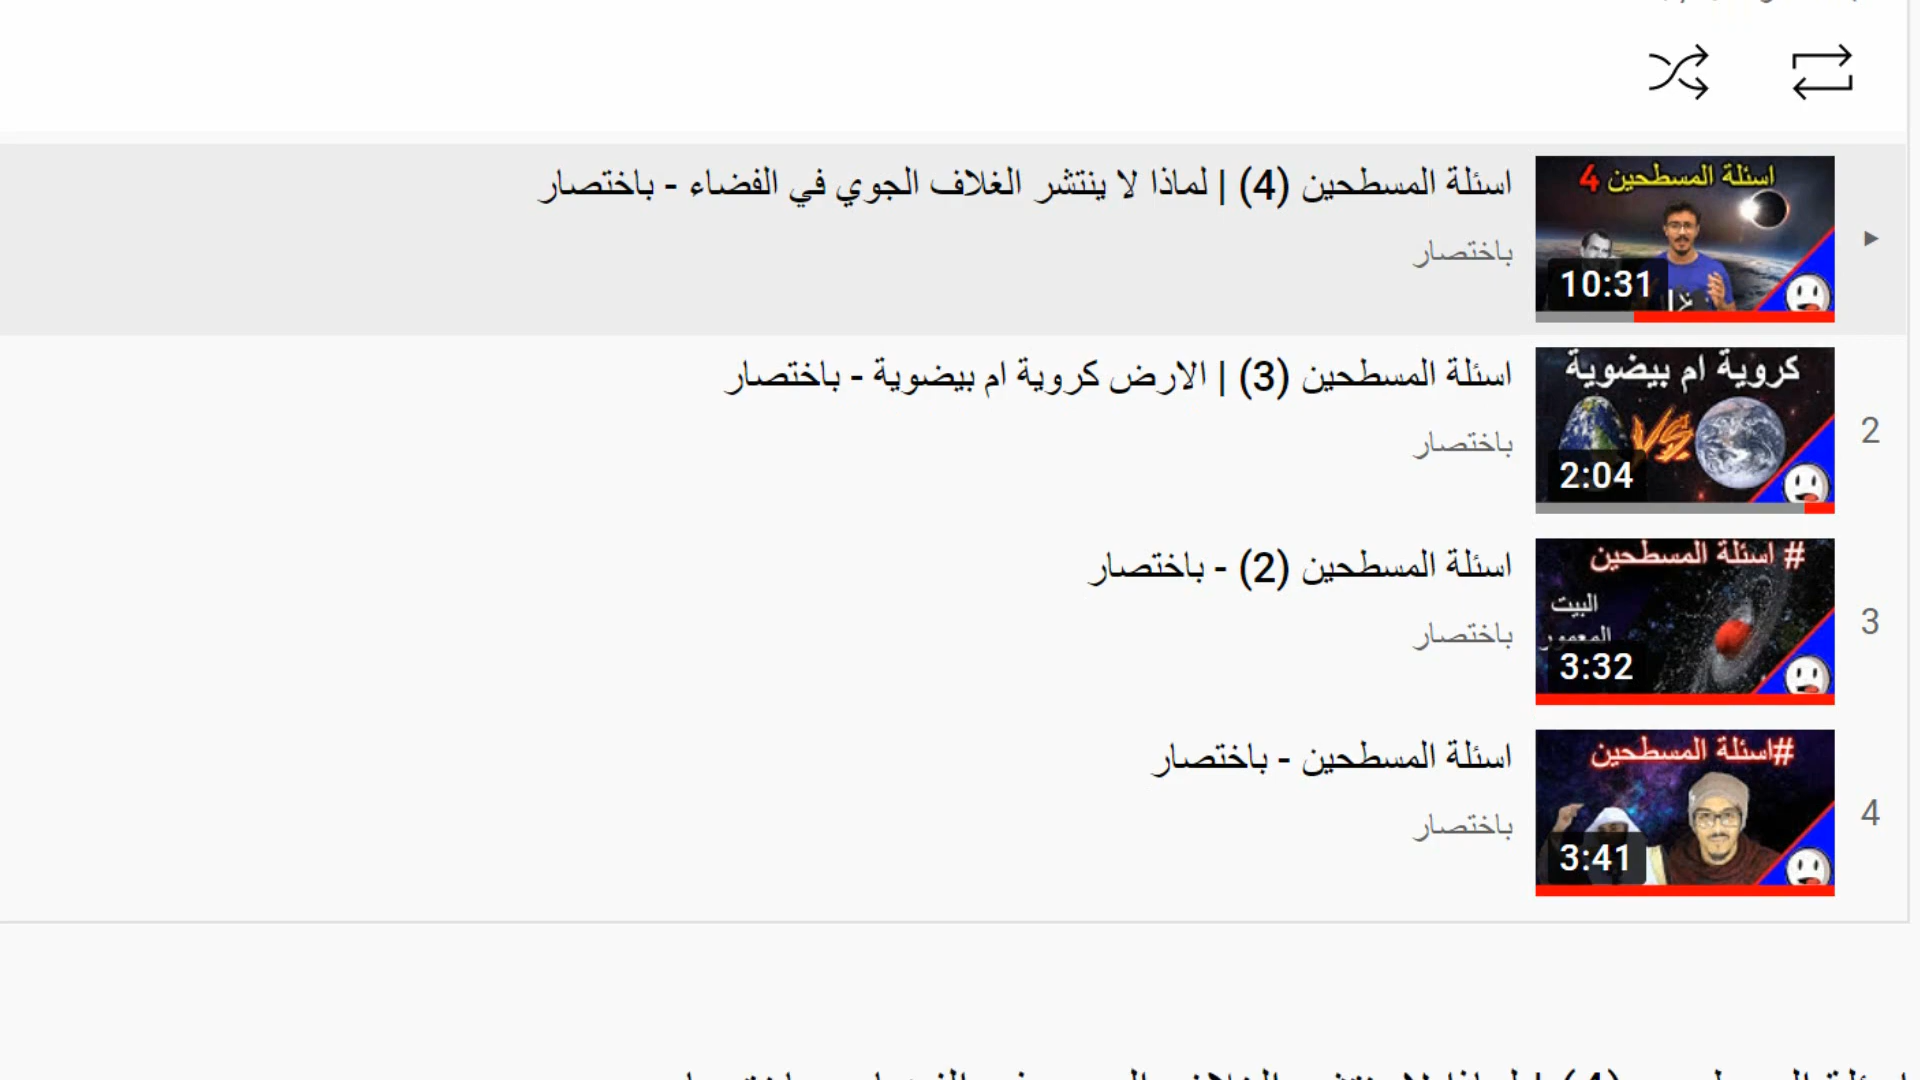 اسئلة المسطحين (4) | لماذا لا ينتشر الغلاف الجوي في الفضاء - باختصار
باختصار
اسئلة المسطحين 4
10:31
اسئلة المسطحين (3) | الارض كروية ام بيضوية - باختصار
باختصار
كروية ام بيضوية
VS
2:04
2
اسئلة المسطحين (2) - باختصار
باختصار
# اسئلة المسطحين
البيت
المعمور
3:32
3
اسئلة المسطحين - باختصار
باختصار
#اسئلة المسطحين
3:41
4